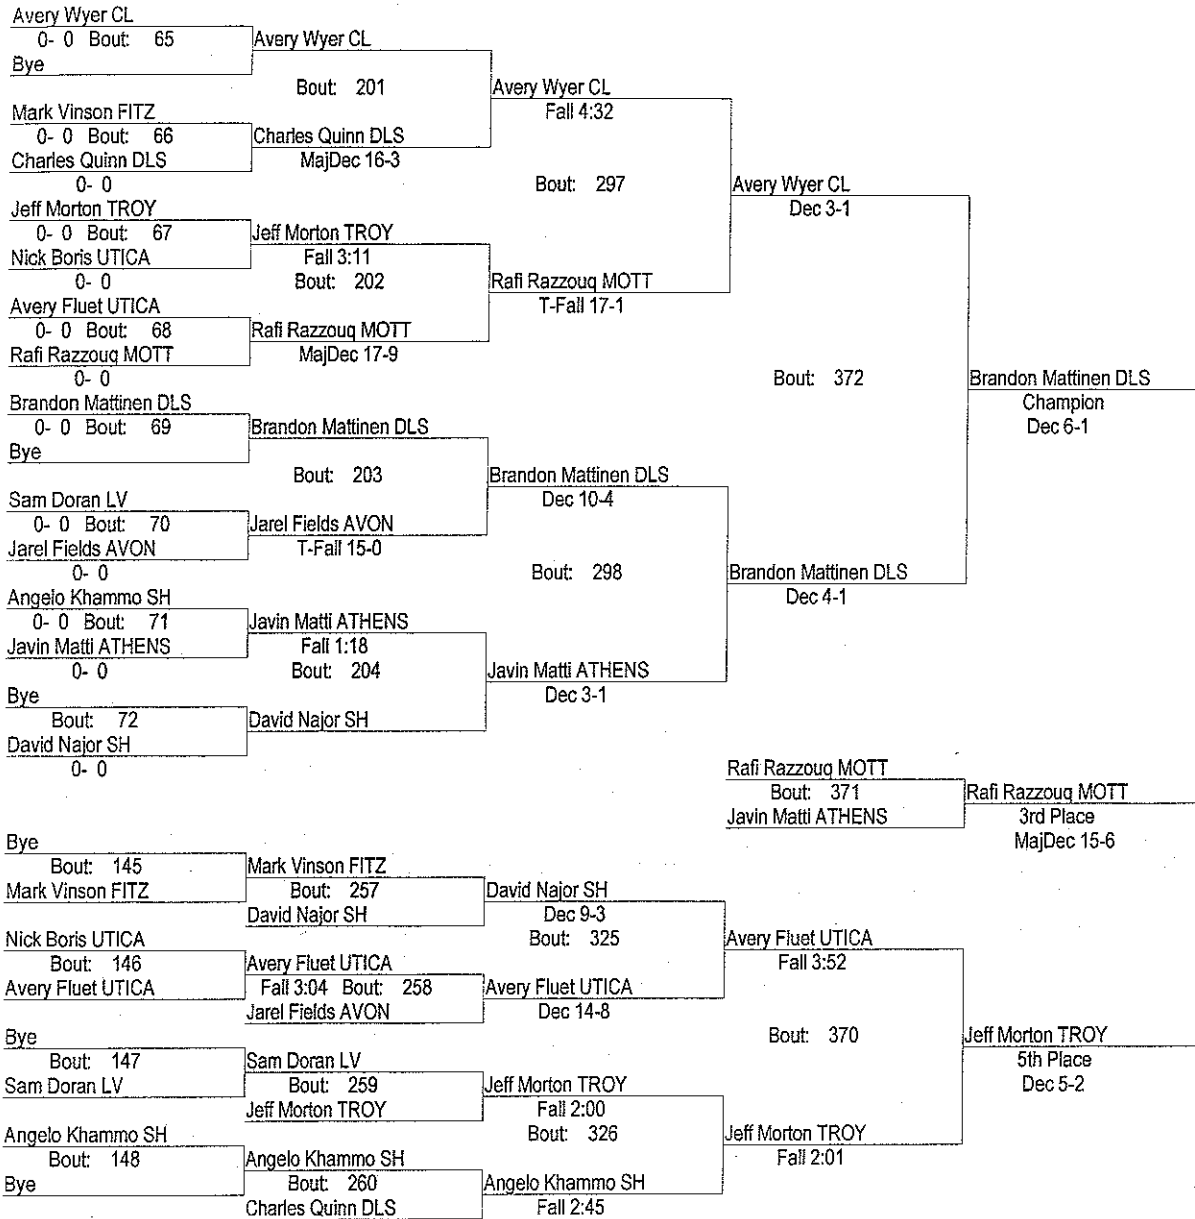 Avery Wyer CL
0- 0 Bout: 65
Bye
Avery Wyer CL
Bout: 201
Mark Vinson FITZ
0- 0 Bout: 66
Charles Quinn DLS
0- 0
Charles Quinn DLS
MajDec 16-3
Avery Wyer CL
Fall 4:32
Bout: 297
Jeff Morton TROY
0- 0 Bout: 67
Nick Boris UTICA
0- 0
Jeff Morton TROY
Fall 3:11
Bout: 202
Avery Fluet UTICA
0- 0 Bout: 68
Rafi Razzouq MOTT
0- 0
Rafi Razzouq MOTT
MajDec 17-9
Rafi Razzouq MOTT
T-Fall 17-1
Avery Wyer CL
Dec 3-1
Bout: 372
Brandon Mattinen DLS
Champion
Dec 6-1
Brandon Mattinen DLS
0- 0 Bout: 69
Bye
Brandon Mattinen DLS
Bout: 203
Sam Doran LV
0- 0 Bout: 70
Jarel Fields AVON
0- 0
Jarel Fields AVON
T-Fall 15-0
Brandon Mattinen DLS
Dec 10-4
Bout: 298
Angelo Khammo SH
0- 0 Bout: 71
Javin Matti ATHENS
0- 0
Javin Matti ATHENS
Fall 1:18
Bout: 204
Bye
Bout: 72
David Najor SH
0- 0
David Najor SH
Javin Matti ATHENS
Dec 3-1
Brandon Mattinen DLS
Dec 4-1
Rafi Razzouq MOTT
Bout: 371
Javin Matti ATHENS
Rafi Razzouq MOTT
3rd Place
MajDec 15-6
Bye
Bout: 145
Mark Vinson FITZ
Mark Vinson FITZ
Bout: 257
David Najor SH
David Najor SH
Dec 9-3
Bout: 325
Nick Boris UTICA
Bout: 146
Avery Fluet UTICA
Avery Fluet UTICA
Fall 3:04 Bout: 258
Jarel Fields AVON
Avery Fluet UTICA
Dec 14-8
Avery Fluet UTICA
Fall 3:52
Bout: 370
Jeff Morton TROY
5th Place
Dec 5-2
Bye
Bout: 147
Sam Doran LV
Sam Doran LV
Bout: 259
Jeff Morton TROY
Jeff Morton TROY
Fall 2:00
Bout: 326
Angelo Khammo SH
Bout: 148
Bye
Angelo Khammo SH
Bout: 260
Charles Quinn DLS
Angelo Khammo SH
Fall 2:45
Jeff Morton TROY
Fall 2:01